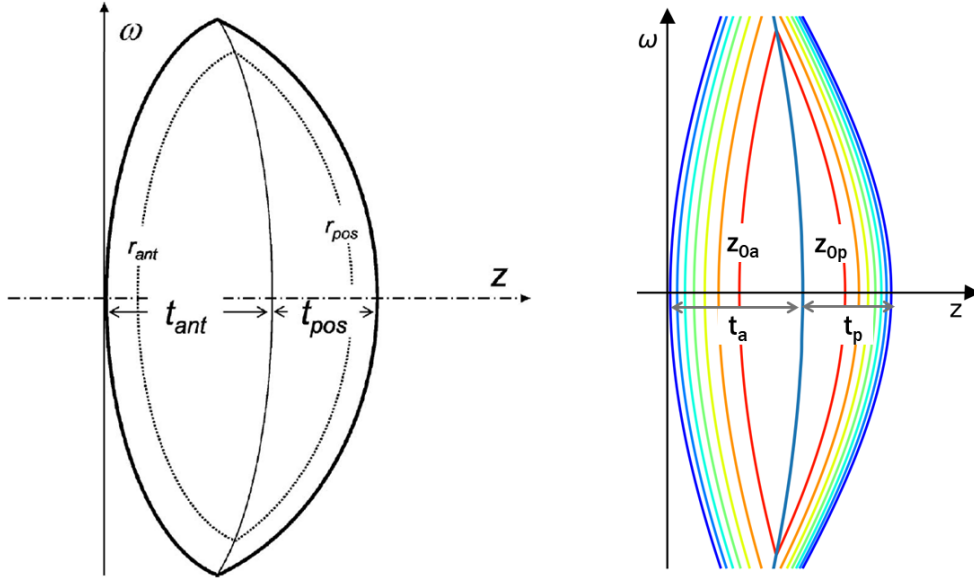 ω
r_ant
r_pos
z
t_ant
t_pos
ω
z_0a
z_0p
z
t_a
t_p